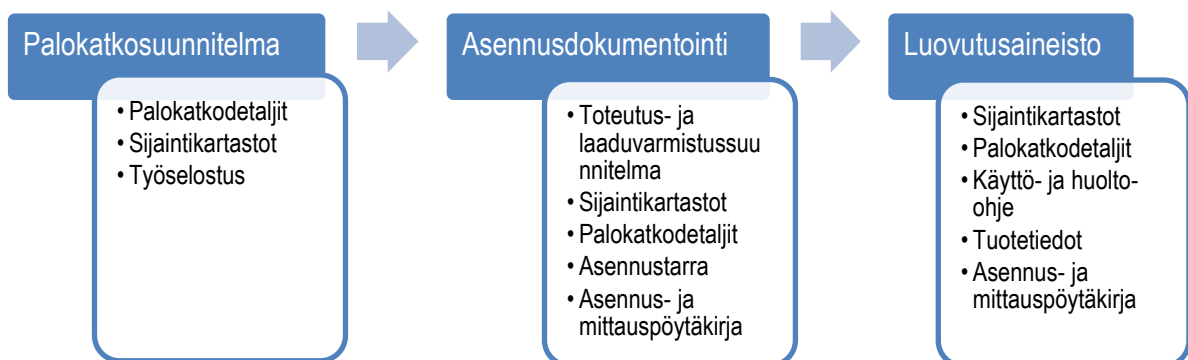 Palokatkosuunnitelma
• Palokatkodetaljit
• Sijaintikartastot
• Työselostus
Asennusdokumentointi
• Toteutus- ja
laaduvarmistussuu
nnitelma
• Sijaintikartastot
• Palokatkodetaljit
• Asennustarra
• Asennus- ja
mittauspöytäkirja
Luovutusaineisto
• Sijaintikartastot
• Palokatkodetaljit
• Käyttö- ja huolto-
ohje
• Tuotetiedot
• Asennus- ja
mittauspöytäkirja